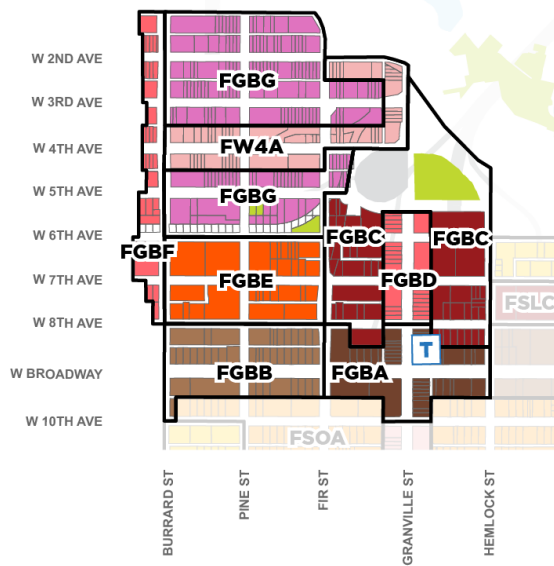 W 2ND AVE
FGBG
W 3RD AVE
W 4TH AVE
FW4A
W 5TH AVE
FGBG
W 6TH AVE
FGBC
FGBC
FGBF
W 7TH AVE
FGBE
FGBD
FSLC
W 8TH AVE
T
W BROADWAY
FGBB
FGBA
W 10TH AVE
FSOA
BURRARD ST
PINE ST
FIR ST
GRANVILLE ST
HEMLOCK ST